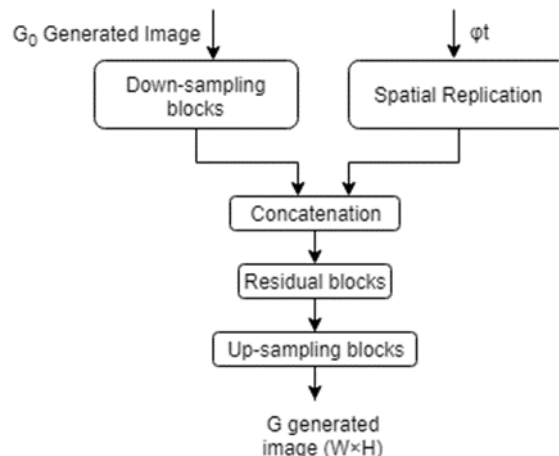 G₀ Generated Image
φt
Down-sampling
blocks
Spatial Replication
Concatenation
Residual blocks
Up-sampling blocks
G generated
image (W×H)